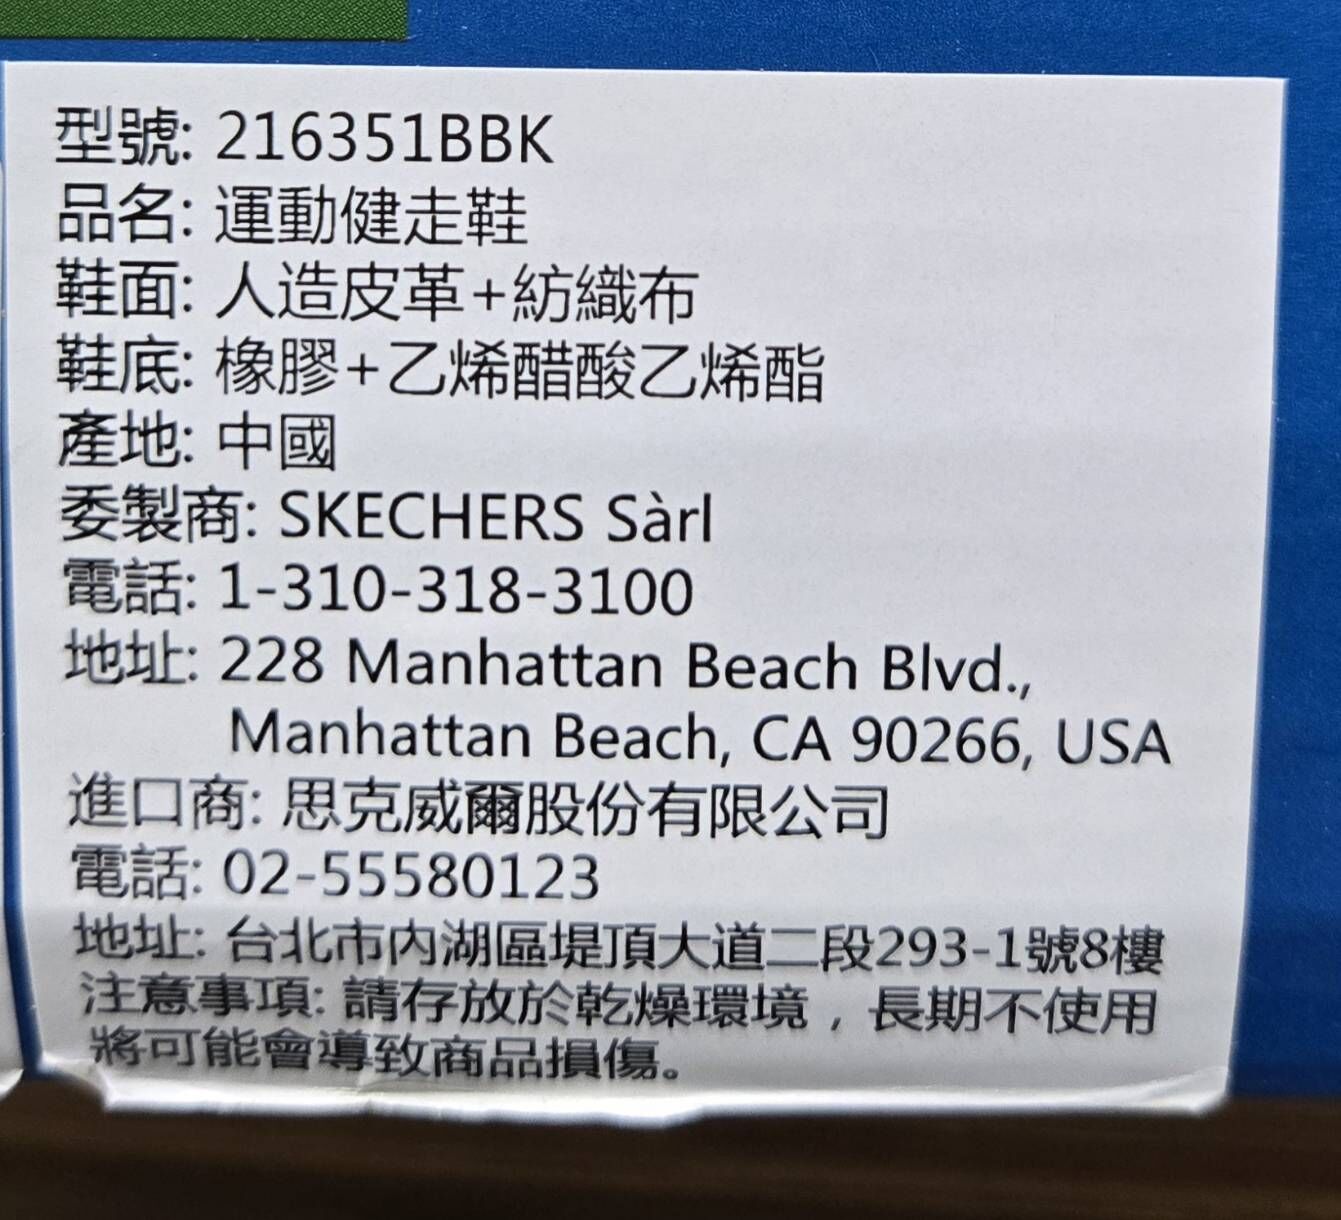 型號: 216351BBK
品名: 運動健走鞋
鞋面: 人造皮革+紡織布
鞋底: 橡膠+乙烯醋酸乙烯酯
產地: 中國
委製商: SKECHERS Sàrl
電話: 1-310-318-3100
地址: 228 Manhattan Beach Blvd.,
Manhattan Beach, CA 90266, USA
進口商: 思克威爾股份有限公司
電話: 02-55580123
地址: 台北市內湖區堤頂大道二段293-1號8樓
注意事項: 請存放於乾燥環境，長期不使用
將可能會導致商品損傷。